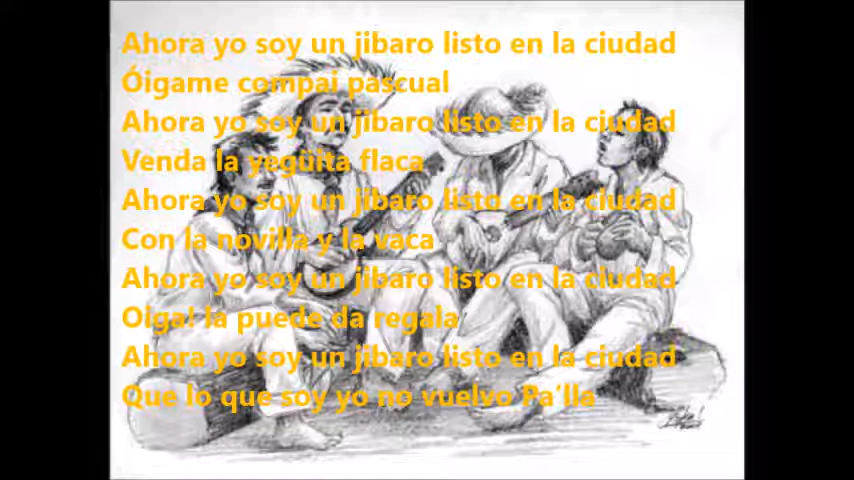 Ahora yo soy un jibaro listo en la ciudad
Óigame compai pascual
Ahora yo soy un jibaro listo en la ciudad
Venda la yegüita flaca
Ahora yo soy un jibaro listo en la ciudad
Con la novilla y la vaca
Ahora yo soy un jibaro listo en la ciudad
Oiga! la puede da regala
Ahora yo soy un jibaro listo en la ciudad
Que lo que soy yo no vuelvo Pa´lla